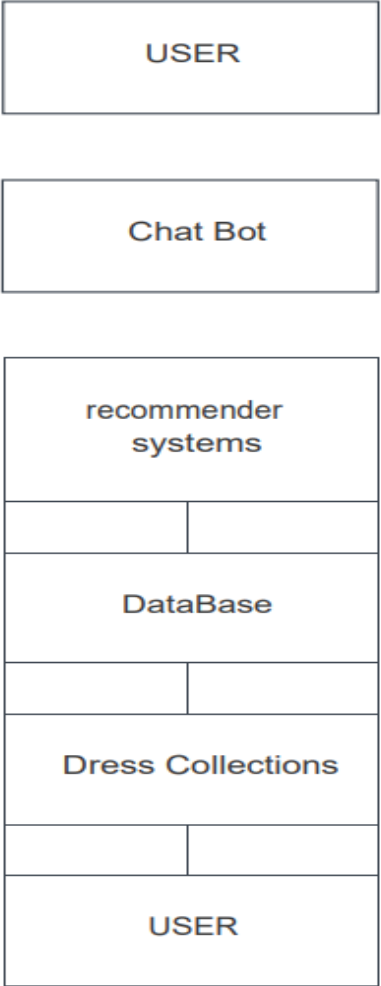 USER
Chat Bot
recommender
systems
DataBase
Dress Collections
USER